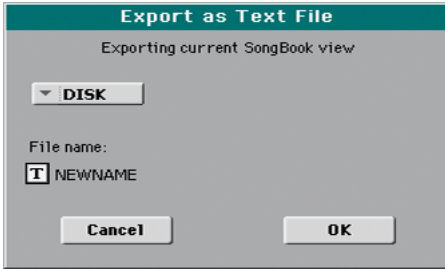 Export as Text File
Exporting current SongBook view
DISK
File name:
T NEWNAME
Cancel OK